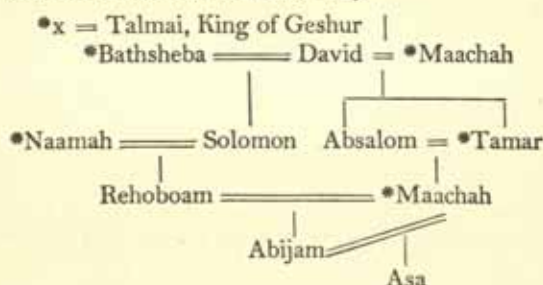 *x = Talmai, King of Geshur
*Bathsheba = David = *Maachah
*Naamah = Solomon Absalom = *Tamar
Rehoboam = *Maachah
Abijam
Asa